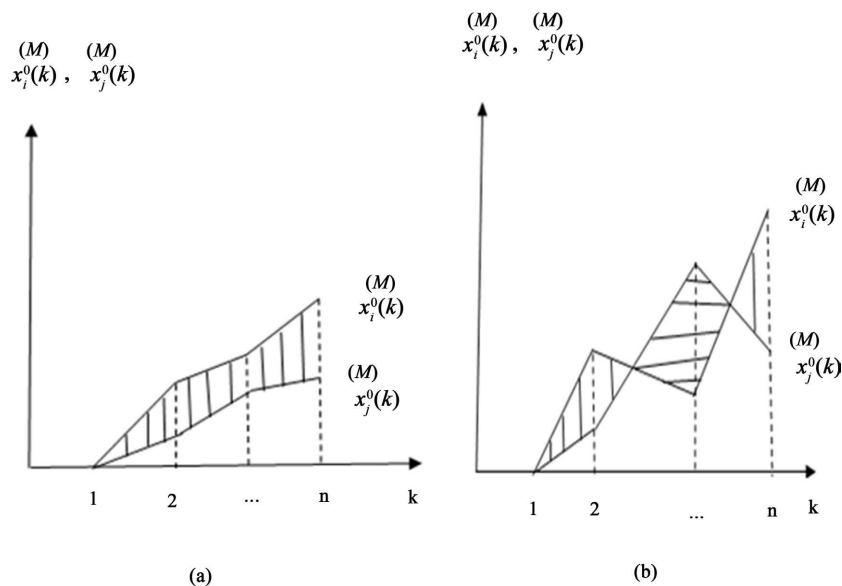 (M) (M)
x_i^0(k) , x_j^0(k)
(M)
x_i^0(k)
(M)
x_j^0(k)
1 2 ... n k
(a)
(M) (M)
x_i^0(k) , x_j^0(k)
(M)
x_i^0(k)
(M)
x_j^0(k)
1 2 ... n k
(b)